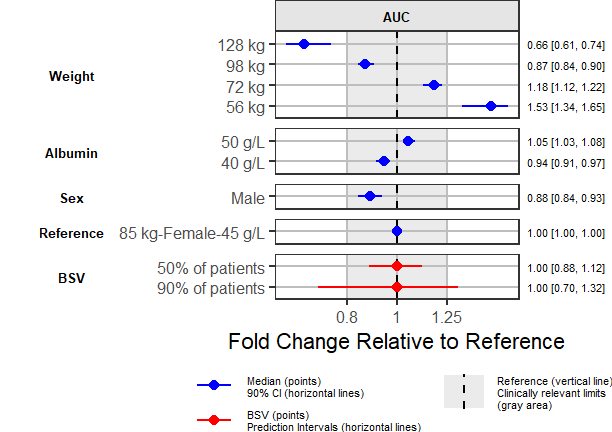 AUC
Weight
128 kg
0.66 [0.61, 0.74]
98 kg
0.87 [0.84, 0.90]
72 kg
1.18 [1.12, 1.22]
56 kg
1.53 [1.34, 1.65]
Albumin
50 g/L
1.05 [1.03, 1.08]
40 g/L
0.94 [0.91, 0.97]
Sex
Male
0.88 [0.84, 0.93]
Reference
85 kg-Female-45 g/L
1.00 [1.00, 1.00]
BSV
50% of patients
1.00 [0.88, 1.12]
90% of patients
1.00 [0.70, 1.32]
0.8 1 1.25
Fold Change Relative to Reference
Median (points)
90% CI (horizontal lines)
BSV (points)
Prediction Intervals (horizontal lines)
Reference (vertical line)
Clinically relevant limits
(gray area)